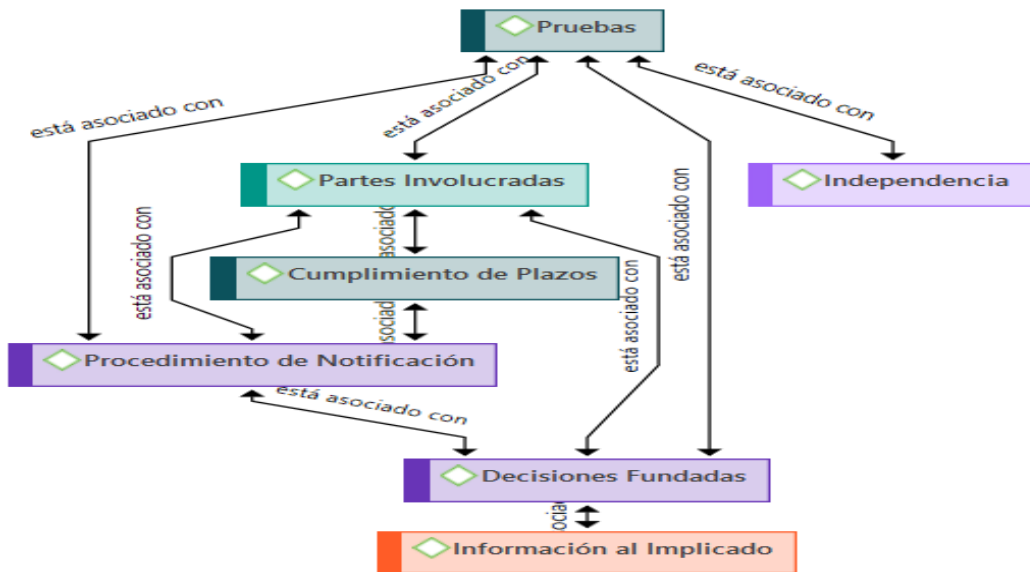 Pruebas
está asociado con
está asociado con
está asociado con
Partes Involucradas
Independencia
está asociado con
está asociado con
está asociado con
Cumplimiento de Plazos
Procedimiento de Notificación
está asociado con
Decisiones Fundadas
Información al Implicado